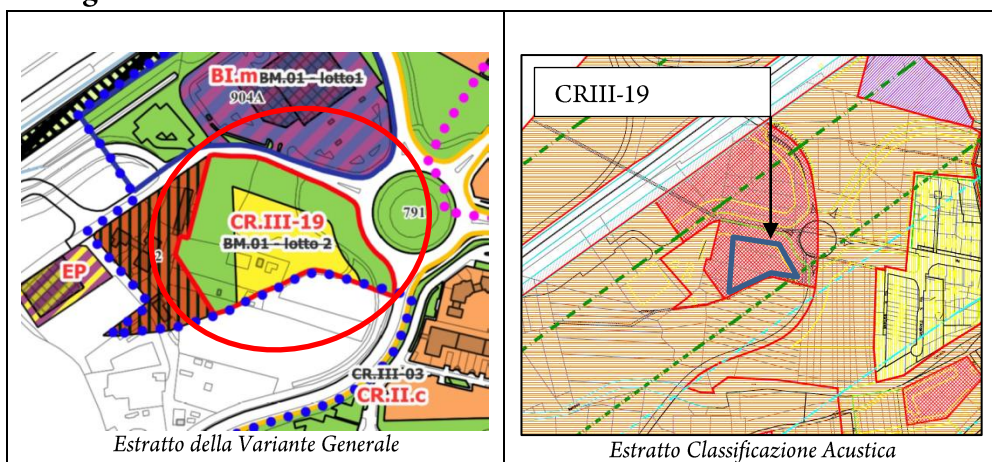 BI.m BM.01 - lotto1
904A
CR.III-19
BM.01 - lotto 2
791
2
EP
CR.III-03
CR.II.c
Estratto della Variante Generale
CRIII-19
4
Estratto Classificazione Acustica